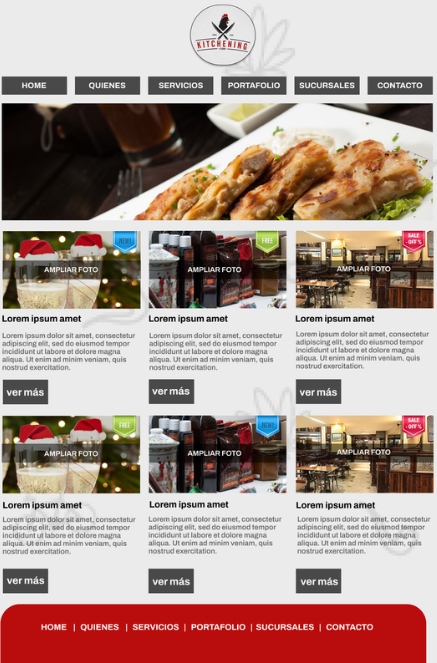 KITCHENING
HOME QUIENES SERVICIOS PORTAFOLIO SUCURSALES CONTACTO
DEMO FREE SALE
- OFF %
AMPLIAR FOTO AMPLIAR FOTO AMPLIAR FOTO
Lorem ipsum amet
Lorem ipsum dolor sit amet, consectetur
adipiscing elit, sed do eiusmod tempor
incididunt ut labore et dolore magna
aliqua. Ut enim ad minim veniam, quis
nostrud exercitation.
ver más
Lorem ipsum amet
Lorem ipsum dolor sit amet, consectetur
adipiscing elit, sed do eiusmod tempor
incididunt ut labore et dolore magna
aliqua. Ut enim ad minim veniam, quis
nostrud exercitation.
ver más
Lorem ipsum amet
Lorem ipsum dolor sit amet, consectetur
adipiscing elit, sed do eiusmod tempor
incididunt ut labore et dolore magna
aliqua. Ut enim ad minim veniam, quis
nostrud exercitation.
ver más
FREE SALE
- OFF %
AMPLIAR FOTO AMPLIAR FOTO AMPLIAR FOTO
Lorem ipsum amet
Lorem ipsum dolor sit amet, consectetur
adipiscing elit, sed do eiusmod tempor
incididunt ut labore et dolore magna
aliqua. Ut enim ad minim veniam, quis
nostrud exercitation.
ver más
Lorem ipsum amet
Lorem ipsum dolor sit amet, consectetur
adipiscing elit, sed do eiusmod tempor
incididunt ut labore et dolore magna
aliqua. Ut enim ad minim veniam, quis
nostrud exercitation.
ver más
Lorem ipsum amet
Lorem ipsum dolor sit amet, consectetur
adipiscing elit, sed do eiusmod tempor
incididunt ut labore et dolore magna
aliqua. Ut enim ad minim veniam, quis
nostrud exercitation.
ver más
HOME | QUIENES | SERVICIOS | PORTAFOLIO | SUCURSALES | CONTACTO